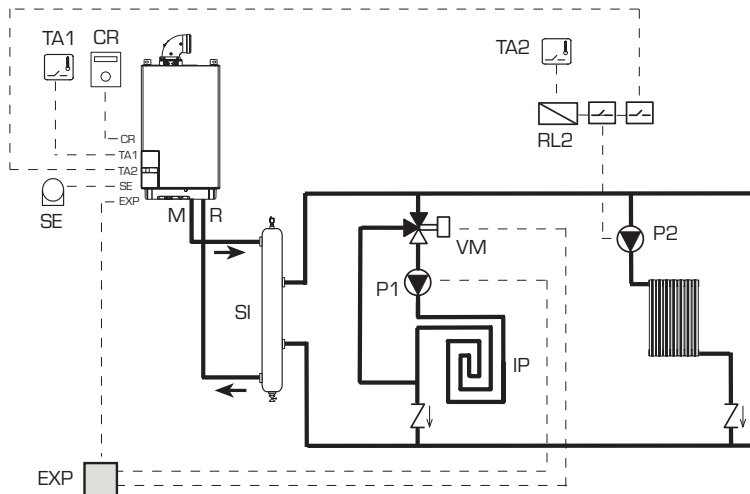 TA1 CR
TA2
RL2
CR
TA1
TA2
SE
EXP
SE
M R
SI
VM
P1
P2
IP
EXP